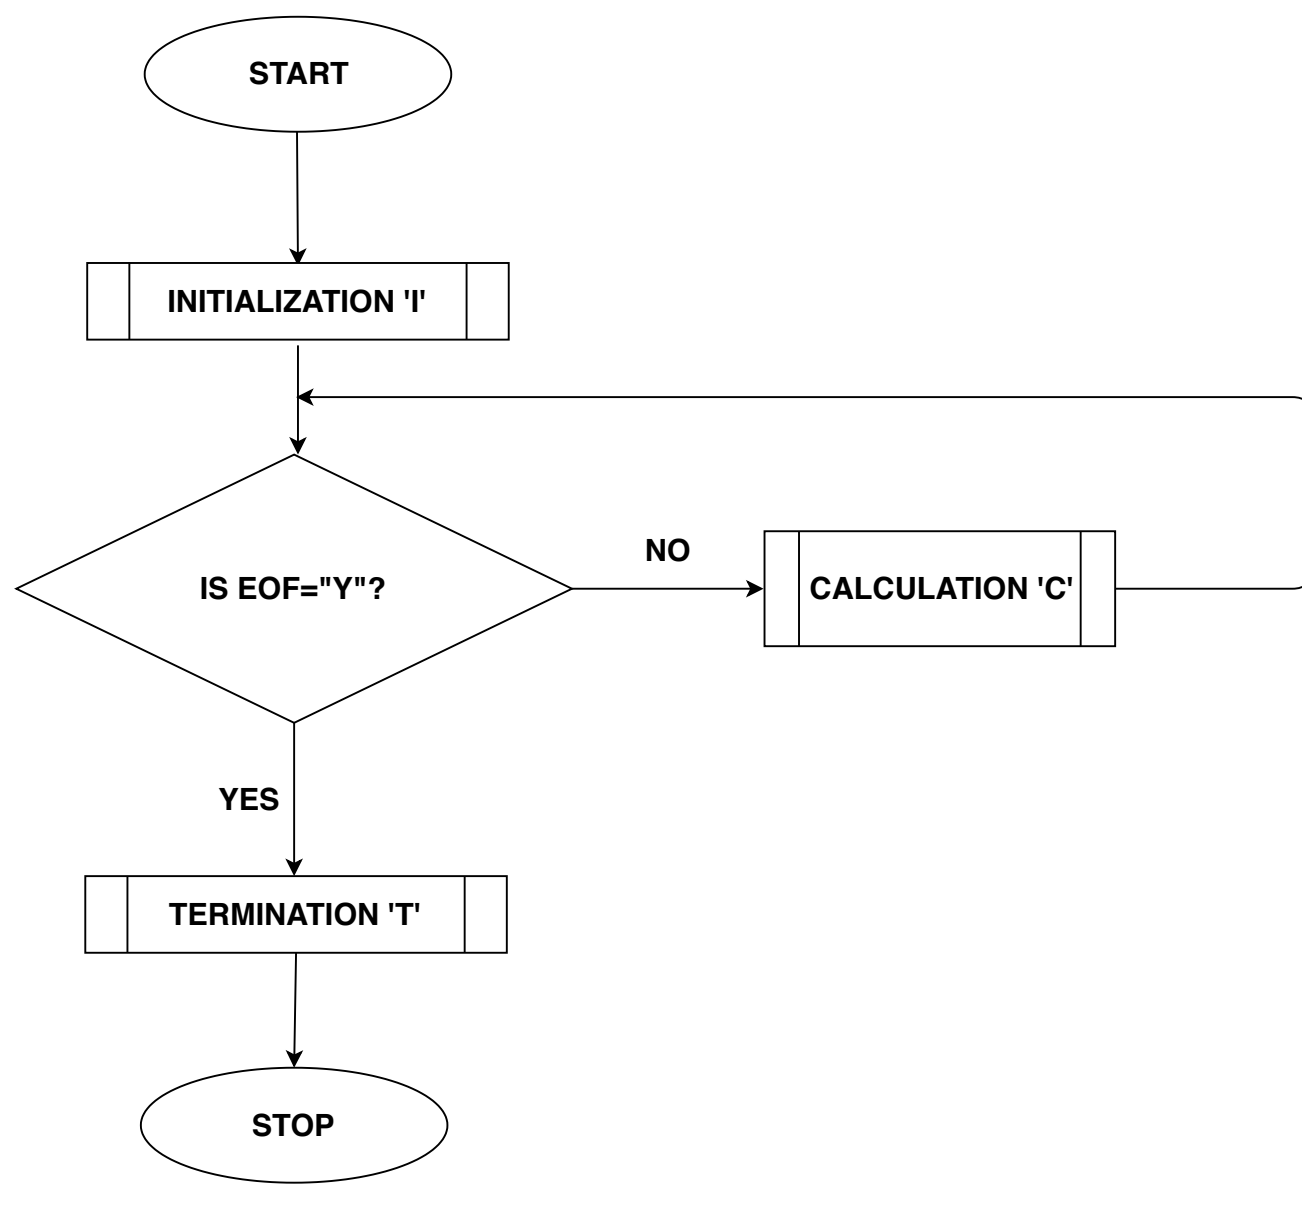 START
INITIALIZATION 'I'
IS EOF="Y"?
NO
CALCULATION 'C'
YES
TERMINATION 'T'
STOP